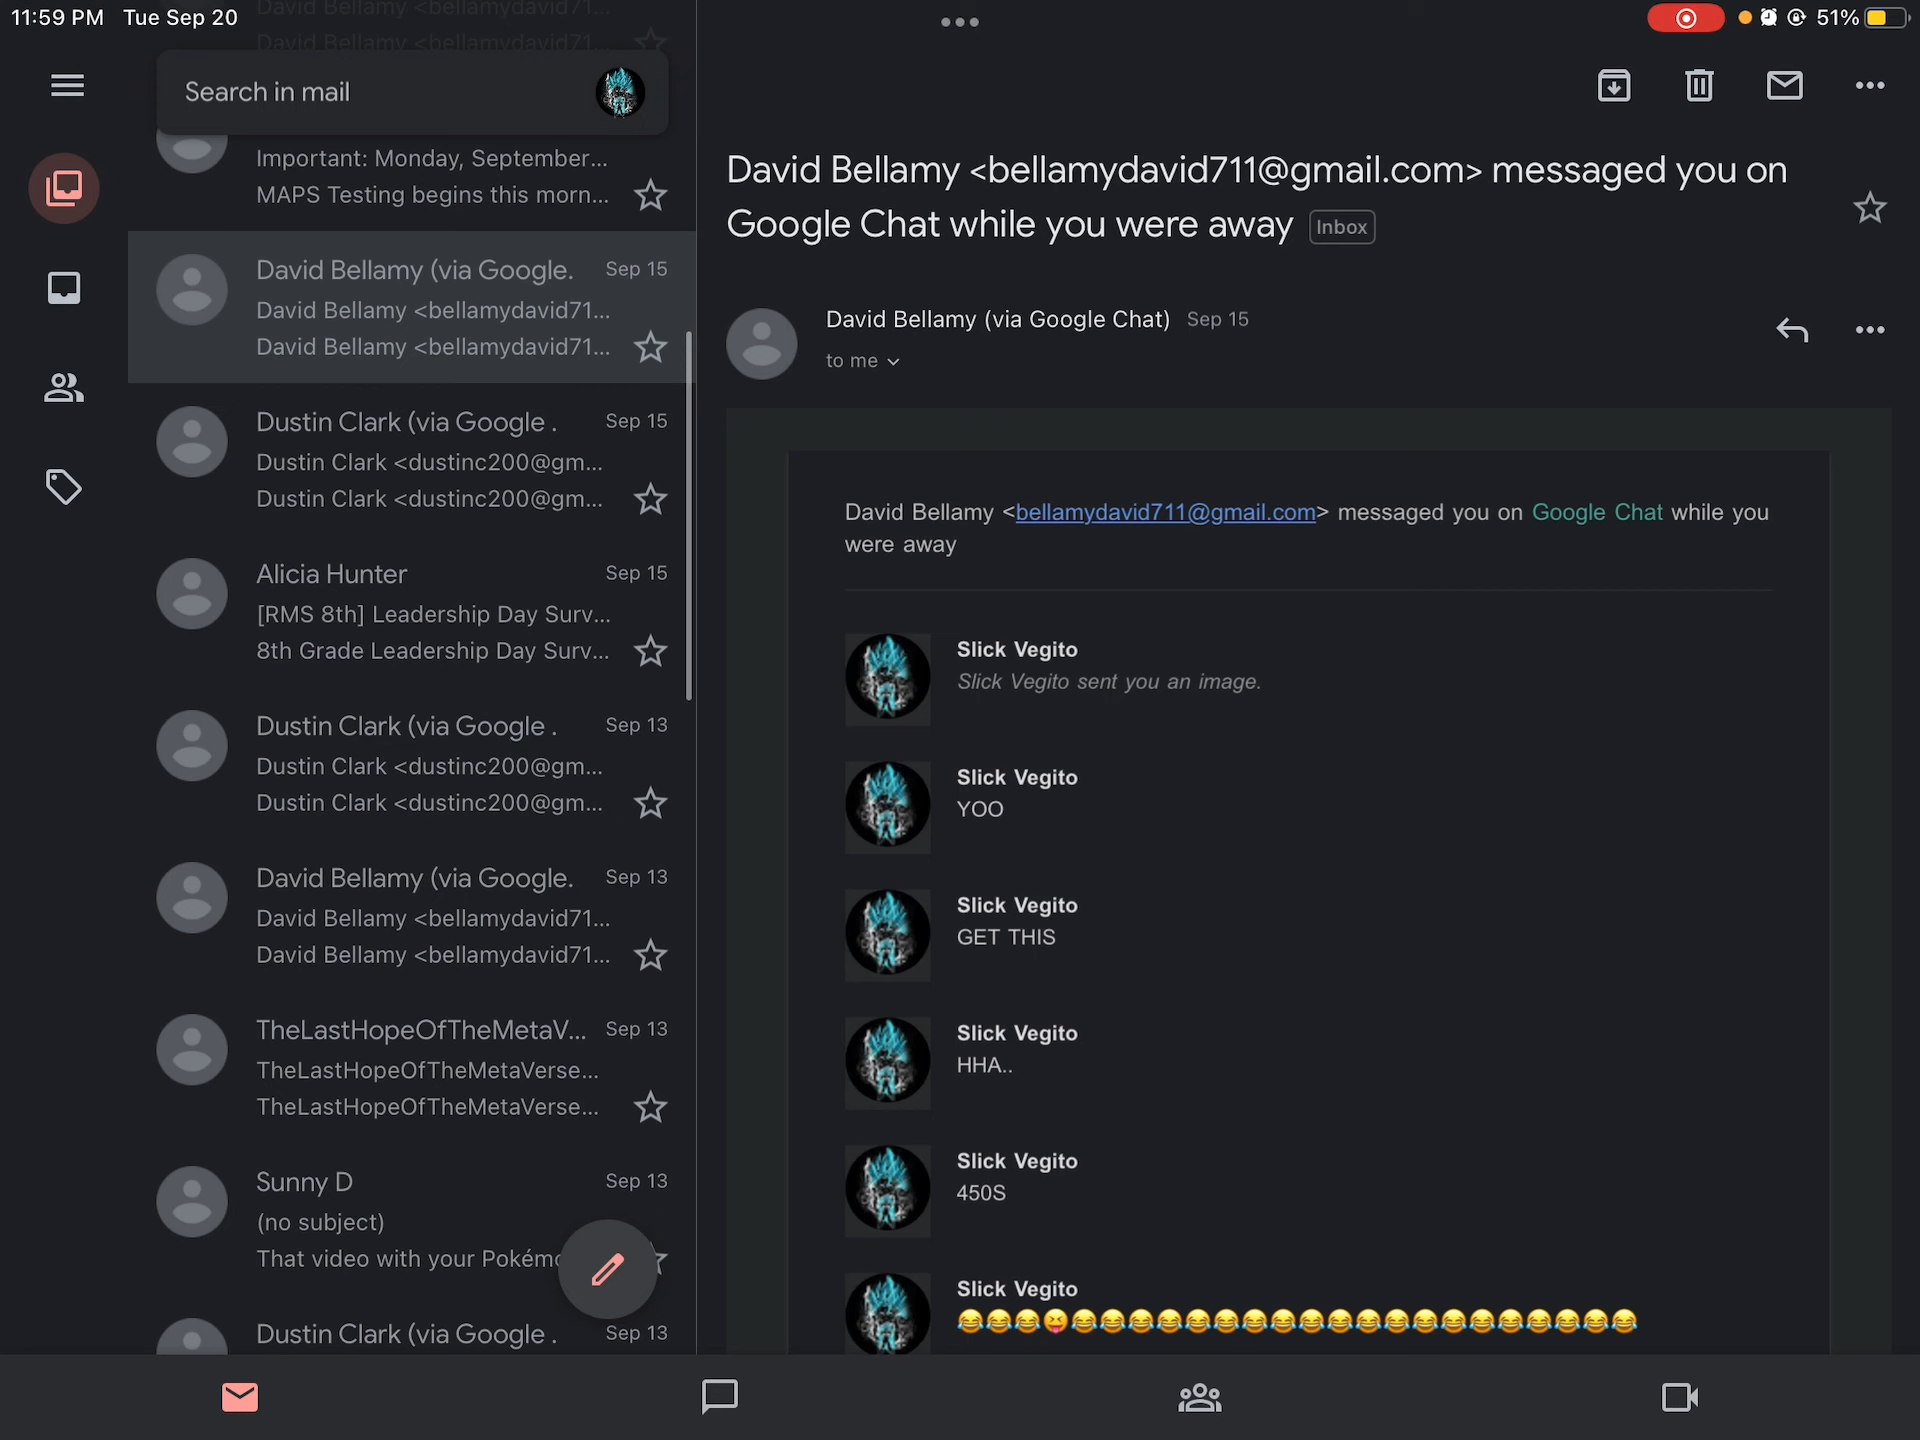 11:59 PM Tue Sep 20
51%
David Bellamy <bellamydavid71...
David Bellamy <bellamydavid71...
Search in mail
Important: Monday, September...
MAPS Testing begins this morn...
David Bellamy (via Google. Sep 15
David Bellamy <bellamydavid71...
David Bellamy <bellamydavid71...
Dustin Clark (via Google . Sep 15
Dustin Clark <dustinc200@gm...
Dustin Clark <dustinc200@gm...
Alicia Hunter Sep 15
[RMS 8th] Leadership Day Surv...
8th Grade Leadership Day Surv...
Dustin Clark (via Google . Sep 13
Dustin Clark <dustinc200@gm...
Dustin Clark <dustinc200@gm...
David Bellamy (via Google. Sep 13
David Bellamy <bellamydavid71...
David Bellamy <bellamydavid71...
TheLastHopeOfTheMetaV... Sep 13
TheLastHopeOfTheMetaVerse...
TheLastHopeOfTheMetaVerse...
Sunny D Sep 13
(no subject)
That video with your Pokémo
Dustin Clark (via Google . Sep 13
David Bellamy <bellamydavid711@gmail.com> messaged you on
Google Chat while you were away Inbox
David Bellamy (via Google Chat) Sep 15
to me
David Bellamy <bellamydavid711@gmail.com> messaged you on Google Chat while you
were away
Slick Vegito
Slick Vegito sent you an image.
Slick Vegito
YOO
Slick Vegito
GET THIS
Slick Vegito
HHA..
Slick Vegito
450S
Slick Vegito
😂😂😂😝😂😂😂😂😂😂😂😂😂😂😂😂😂😂😂😂😂😂😂😂